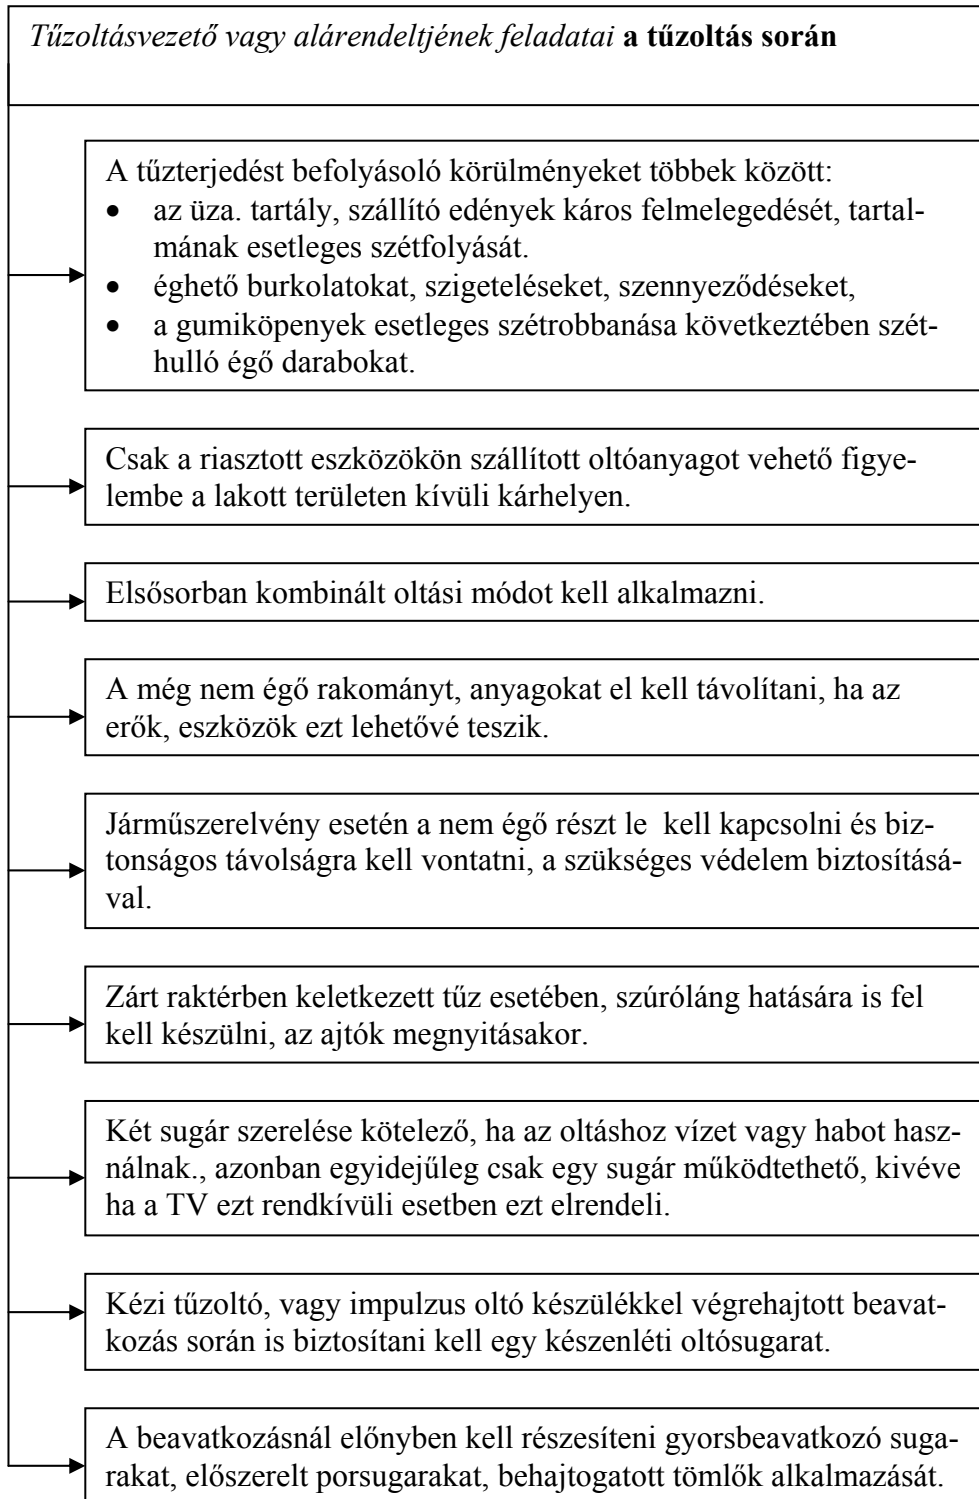 Tűzoltásvezető vagy alárendeltjének feladatai a tűzoltás során
A tűzterjedést befolyásoló körülményeket többek között:
• az üza. tartály, szállító edények káros felmelegedését, tartal-
mának esetleges szétfolyását.
• éghető burkolatokat, szigeteléseket, szennyeződéseket,
• a gumiköpenyek esetleges szétrobbanása következtében szét-
hulló égő darabokat.
Csak a riasztott eszközökön szállított oltóanyagot vehető figye-
lembe a lakott területen kívüli kárhelyen.
Elsősorban kombinált oltási módot kell alkalmazni.
A még nem égő rakományt, anyagokat el kell távolítani, ha az
erők, eszközök ezt lehetővé teszik.
Járműszerelvény esetén a nem égő részt le kell kapcsolni és biz-
tonságos távolságra kell vontatni, a szükséges védelem biztosításá-
val.
Zárt raktérben keletkezett tűz esetében, szúróláng hatására is fel
kell készülni, az ajtók megnyitásakor.
Két sugár szerelése kötelező, ha az oltáshoz vízet vagy habot hasz-
nálnak., azonban egyidejűleg csak egy sugár működtethető, kivéve
ha a TV ezt rendkívüli esetben ezt elrendeli.
Kézi tűzoltó, vagy impulzus oltó készülékkel végrehajtott beavat-
kozás során is biztosítani kell egy készenléti oltósugarat.
A beavatkozásnál előnyben kell részesíteni gyorsbeavatkozó suga-
rakat, előszerelt porsugarakat, behajtogatott tömlők alkalmazását.